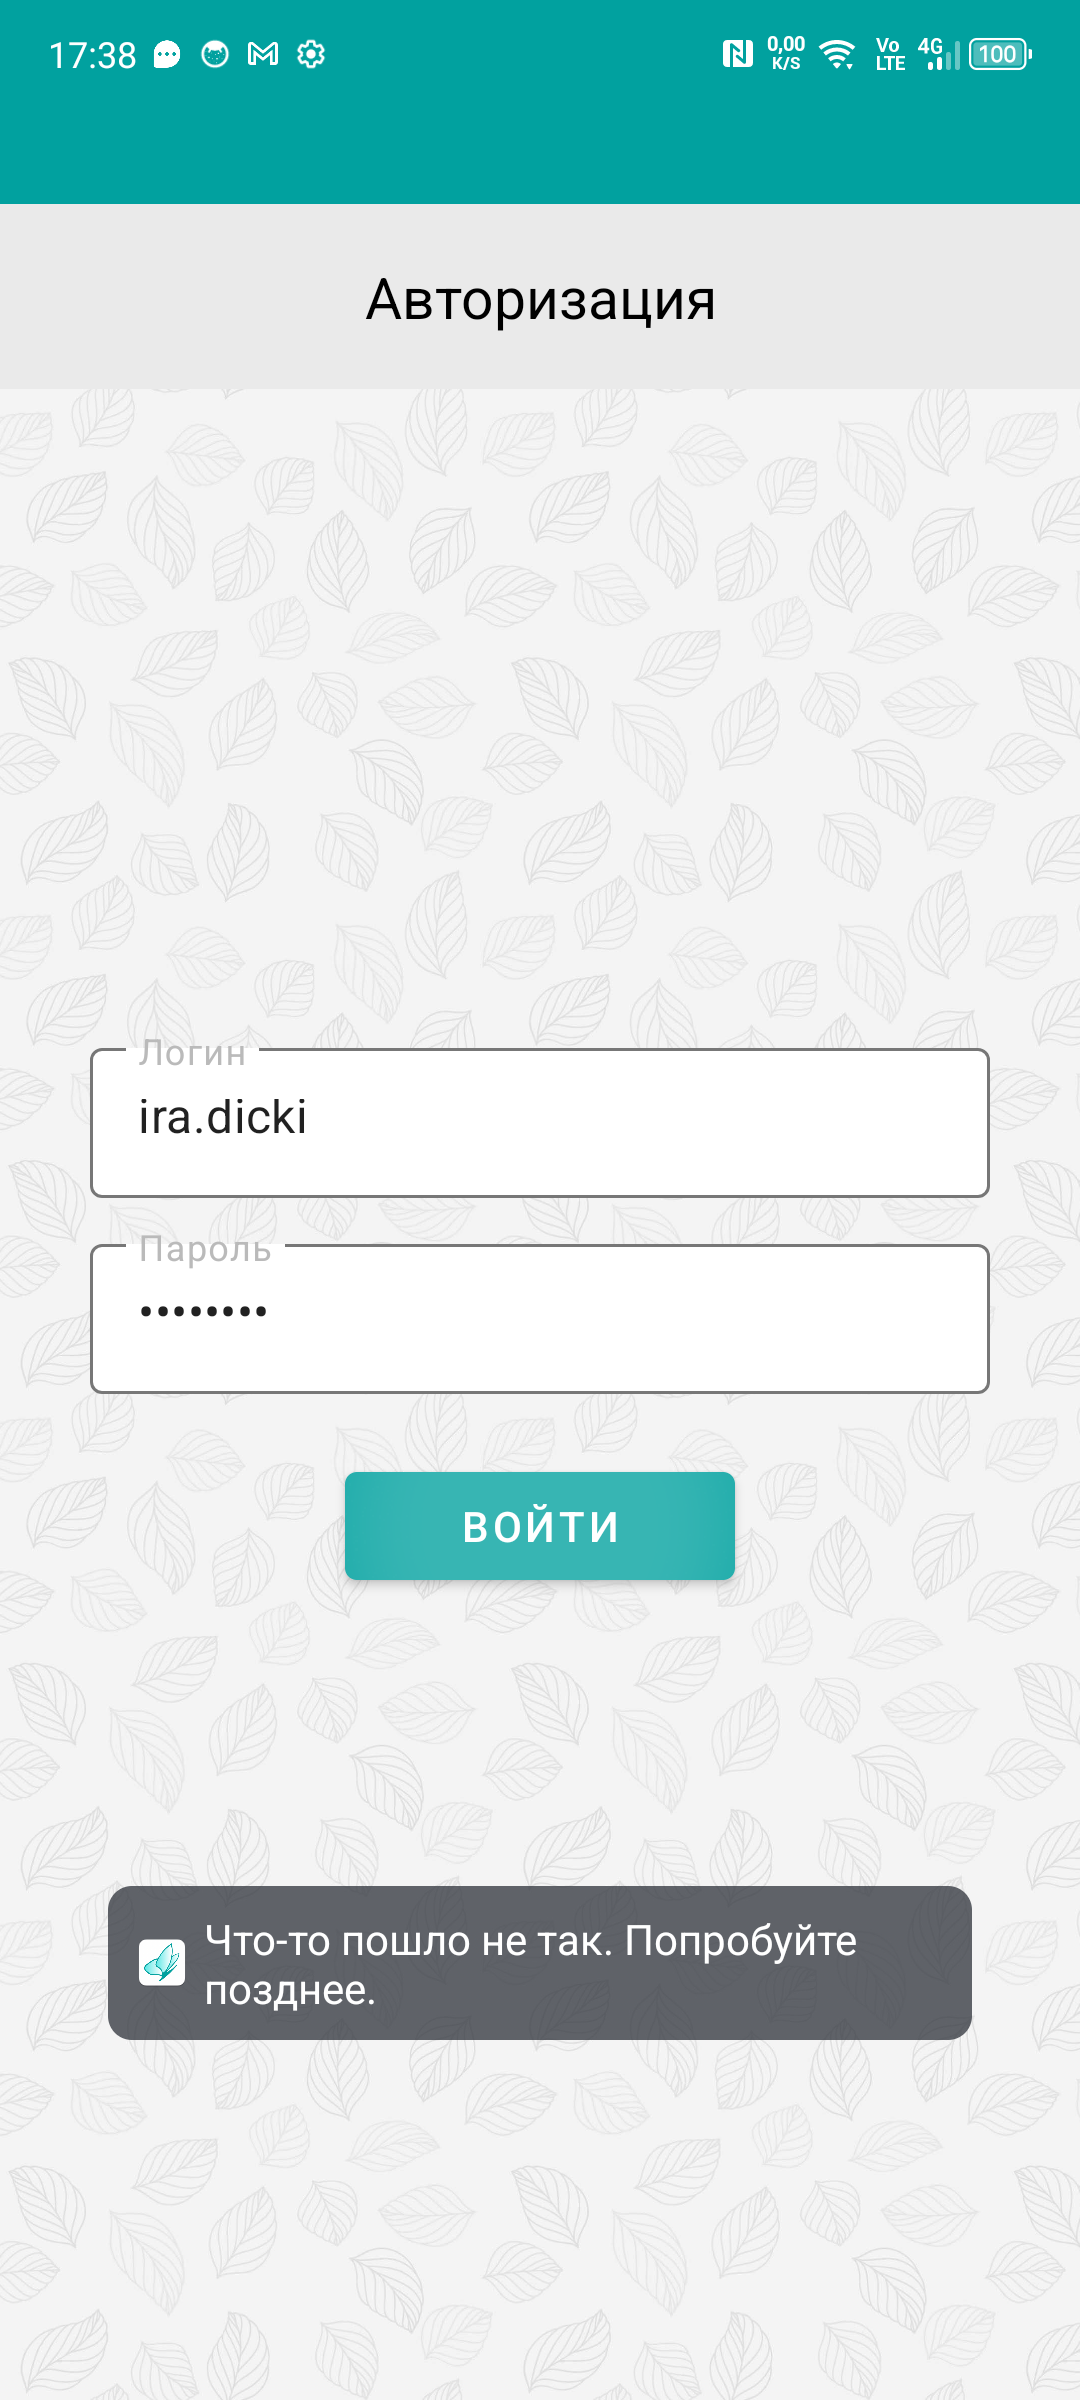 17:38
0,00
K/S
Vo
LTE
4G
100
Авторизация
Логин
ira.dicki
Пароль
••••••••
ВОЙТИ
Что-то пошло не так. Попробуйте
позднее.